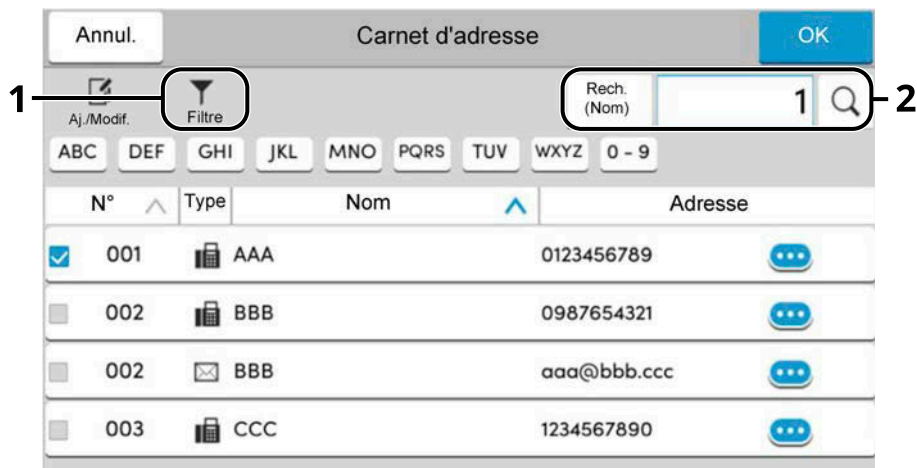 Annul. Carnet d'adresse OK
1 Aj./Modif. Filtre Rech. (Nom) 1 2
ABC DEF GHI JKL MNO PQRS TUV WXYZ 0 - 9
N° Type Nom Adresse
001 AAA 0123456789
002 BBB 0987654321
002 BBB aaa@bbb.ccc
003 CCC 1234567890